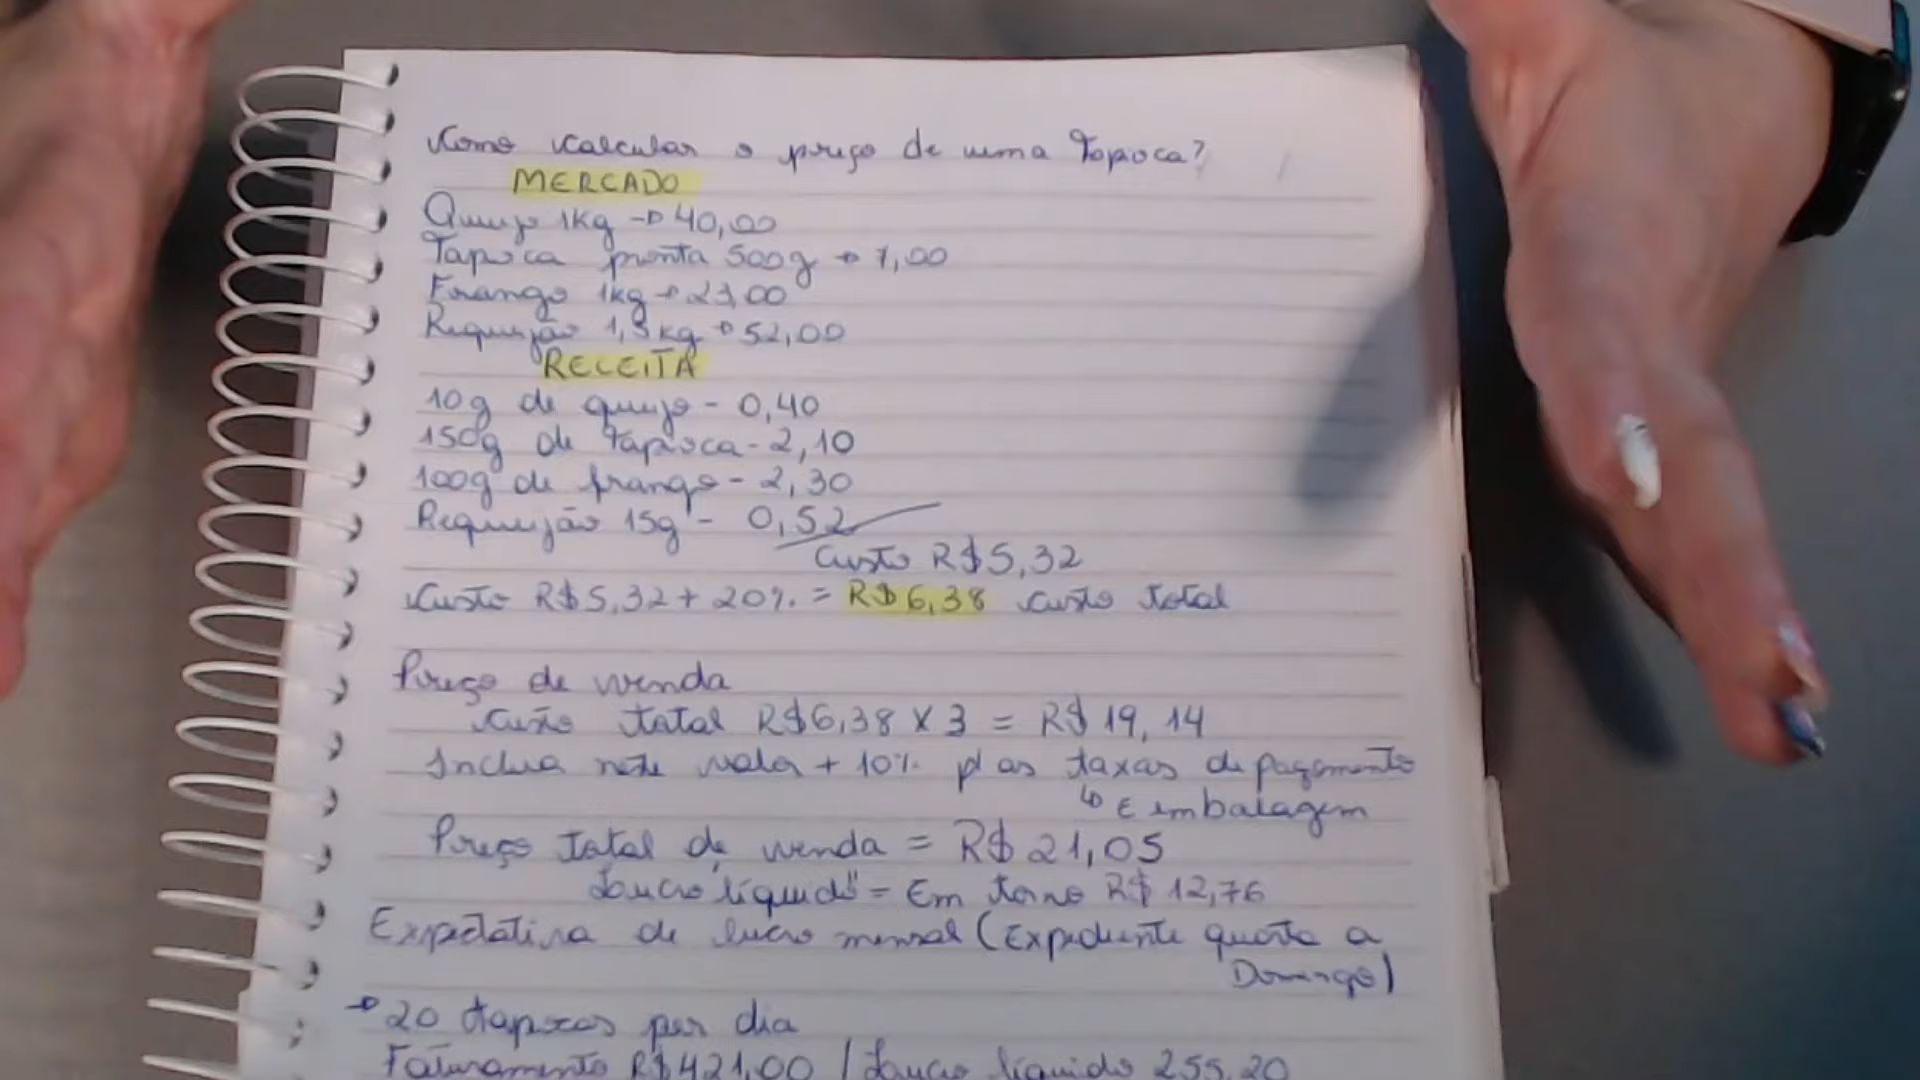 Como calcular o preço de uma Tapioca?
MERCADO
Queijo 1Kg → 40,00
Tapioca pronta 500g → 7,00
Frango 1kg → 23,00
Requeijão 1,5kg → 52,00
RECEITA
10g de queijo - 0,40
150g de tapioca - 2,10
100g de frango - 2,30
Requeijão 15g - 0,52
Custo R$5,32
Custo R$5,32 + 20% = R$6,38 custo total
Preço de venda
Custo total R$6,38 x 3 = R$19,14
Inclua neste valor + 10% p/ as taxas de pagamento
↳ E embalagem
Preço total de venda = R$21,05
Lucro "líquido" = Em torno R$12,76
Expectativa de lucro mensal (Expediente quarta a
Domingo)
→ 20 tapiocas por dia
Faturamento R$421,00 / Lucro líquido 255,20